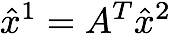 x̂¹ = Aᵀx̂²